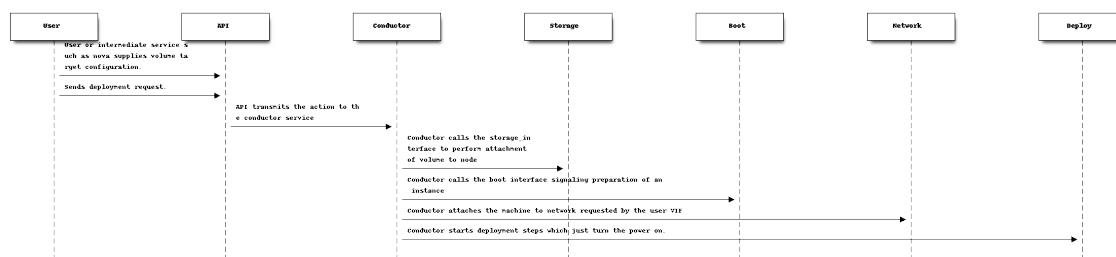 User API Conductor Storage Boot Network Deploy
User or intermediate service s
uch as nova supplies volume ta
rget configuration.
Sends deployment request.
API transmits the action to th
e conductor service
Conductor calls the storage_in
terface to perform attachment
of volume to node
Conductor calls the boot interface signaling preparation of an
instance
Conductor attaches the machine to network requested by the user VIF
Conductor starts deployment steps which just turn the power on.